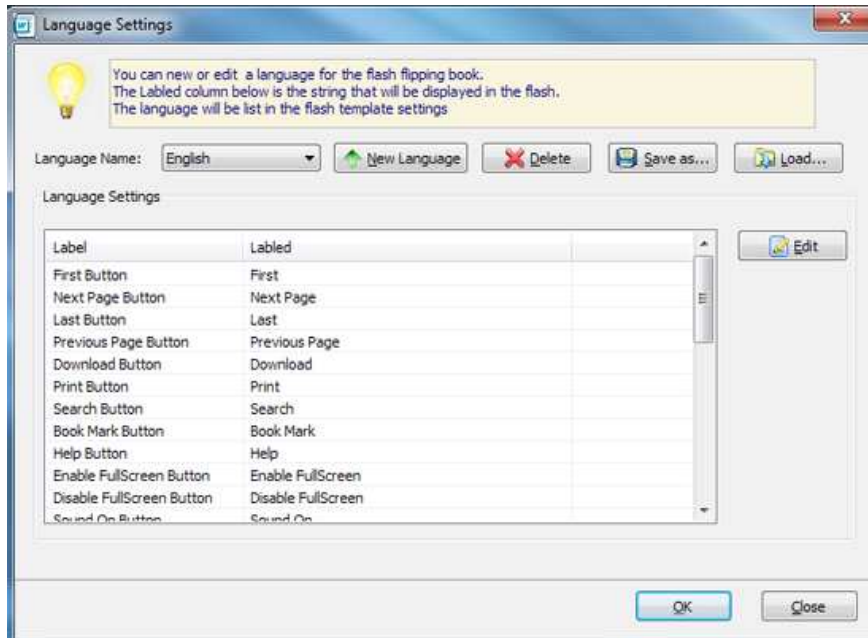 Language Settings
You can new or edit a language for the flash flipping book.
The Labled column below is the string that will be displayed in the flash.
The language will be list in the flash template settings
Language Name: English New Language Delete Save as... Load...
Language Settings
Label Labled
Edit
First Button First
Next Page Button Next Page
Last Button Last
Previous Page Button Previous Page
Download Button Download
Print Button Print
Search Button Search
Book Mark Button Book Mark
Help Button Help
Enable FullScreen Button Enable FullScreen
Disable FullScreen Button Disable FullScreen
Sound On Button Sound On
OK Close